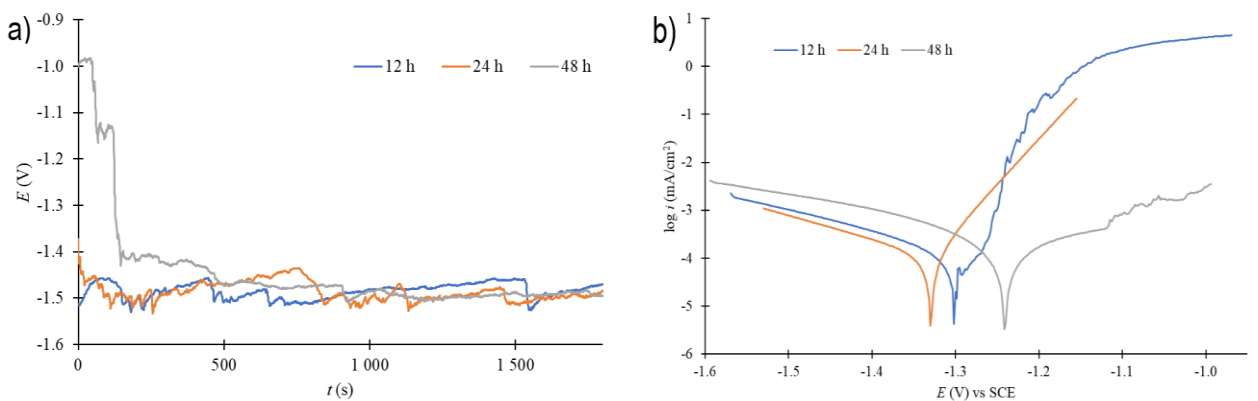 a)
-0.9
-1.0
-1.1
-1.2
-1.3
-1.4
-1.5
-1.6
E (V)
12 h 24 h 48 h
0 500 1 000 1 500
t (s)
b)
1
0
-1
-2
-3
-4
-5
-6
log i (mA/cm²)
12 h 24 h 48 h
-1.6 -1.5 -1.4 -1.3 -1.2 -1.1 -1.0
E (V) vs SCE